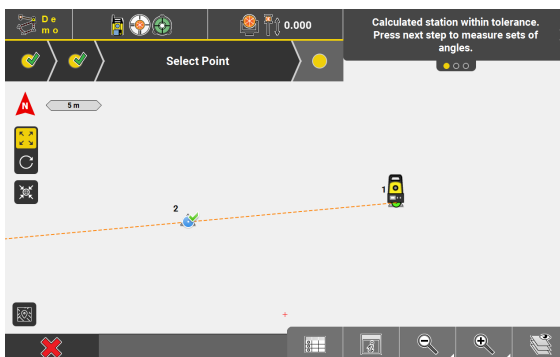 De
mo
0.000
Calculated station within tolerance.
Press next step to measure sets of
angles.
Select Point
N
5 m
1
2